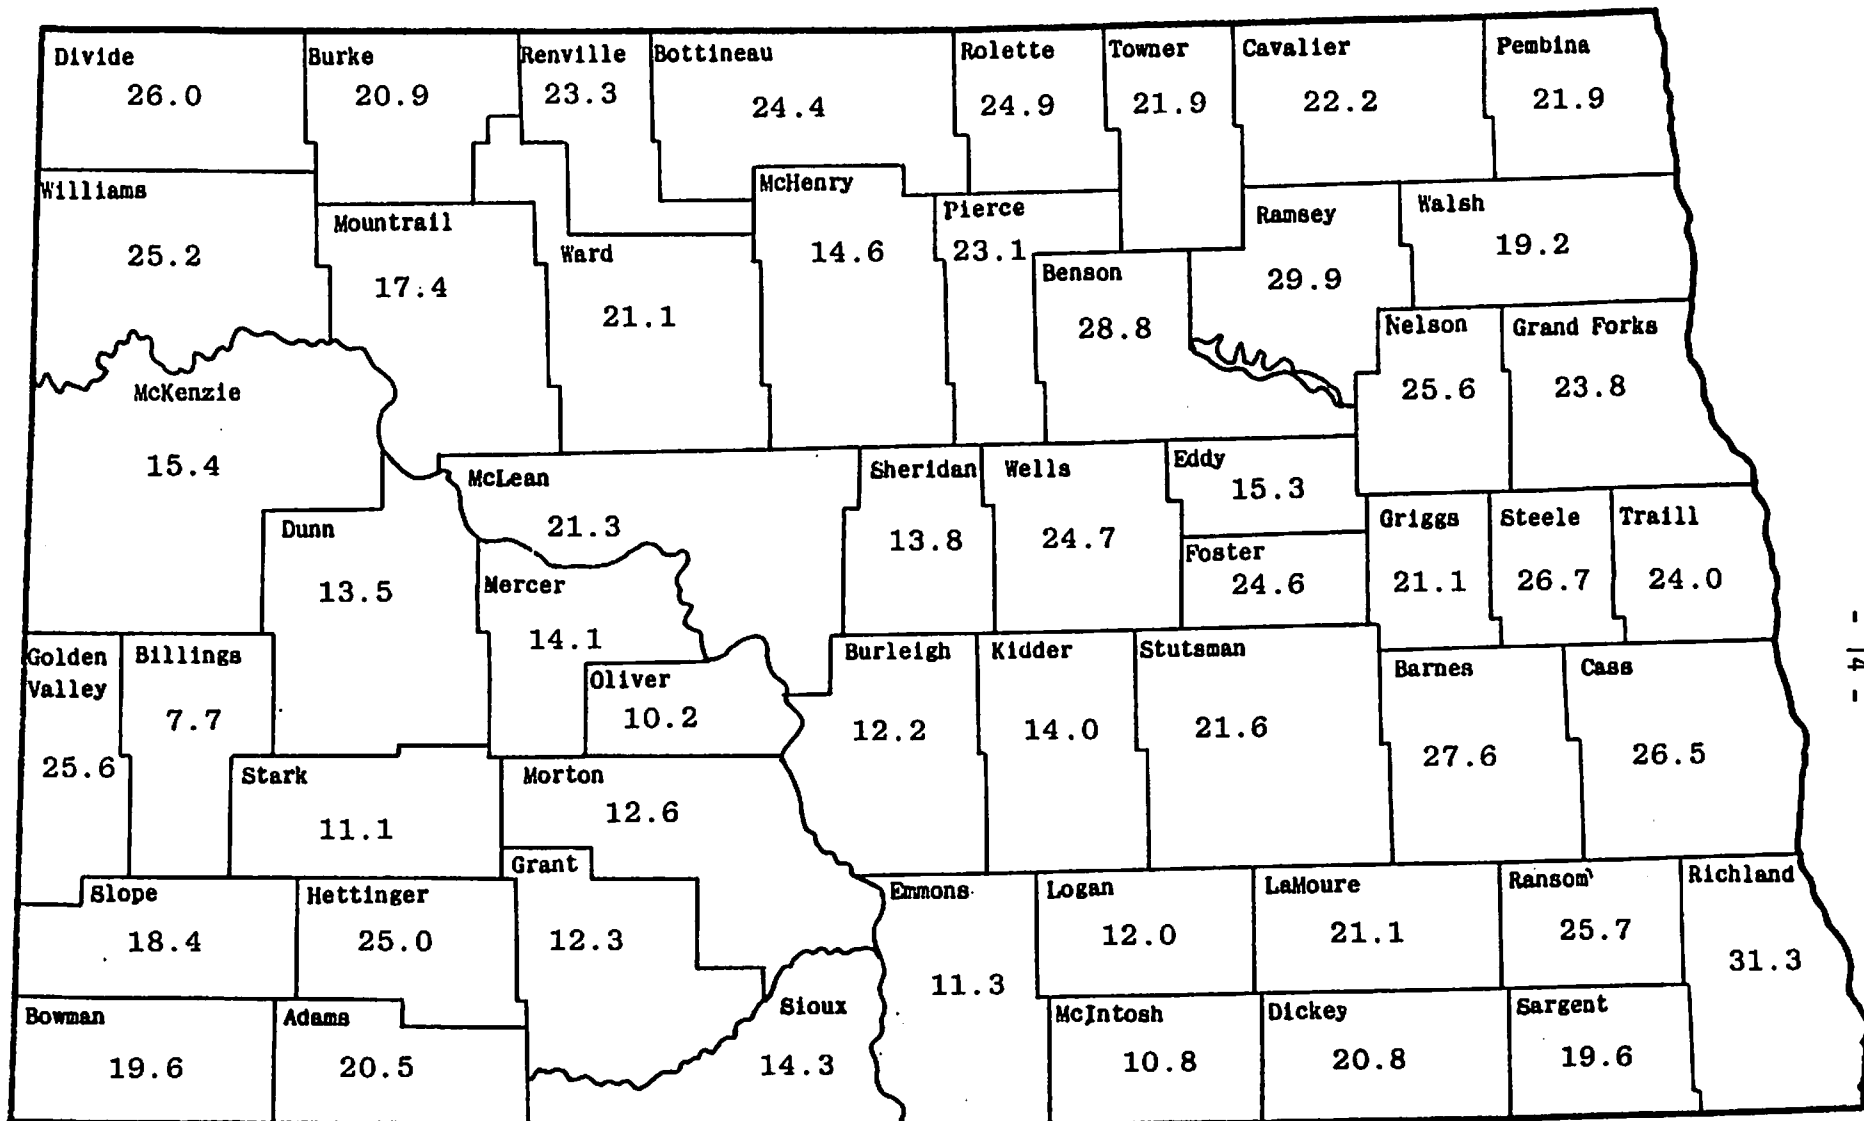 Divide
26.0
Burke
20.9
Renville
23.3
Bottineau
24.4
Rolette
24.9
Towner
21.9
Cavalier
22.2
Pembina
21.9
Williams
25.2
Mountrail
17.4
Ward
21.1
McHenry
14.6
Pierce
23.1
Benson
28.8
Ramsey
29.9
Walsh
19.2
Nelson
25.6
Grand Forks
23.8
McKenzie
15.4
Dunn
13.5
McLean
21.3
Mercer
14.1
Oliver
10.2
Sheridan
13.8
Wells
24.7
Eddy
15.3
Foster
24.6
Griggs
21.1
Steele
26.7
Traill
24.0
Golden
Valley
25.6
Billings
7.7
Stark
11.1
Morton
12.6
Burleigh
12.2
Kidder
14.0
Stutsman
21.6
Barnes
27.6
Cass
26.5
Slope
18.4
Hettinger
25.0
Grant
12.3
Emmons
11.3
Logan
12.0
LaMoure
21.1
Ransom
25.7
Richland
31.3
Bowman
19.6
Adams
20.5
Sioux
14.3
McIntosh
10.8
Dickey
20.8
Sargent
19.6
- 14 -